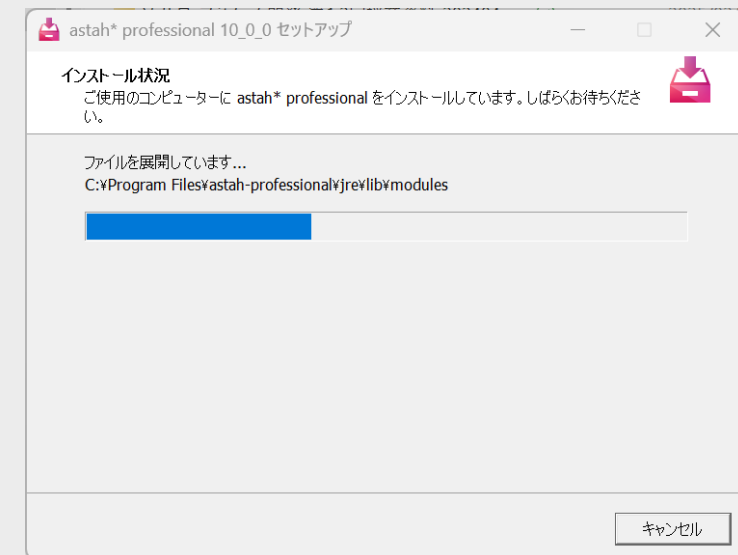 astah* professional 10_0_0 セットアップ
インストール状況
ご使用のコンピューターに astah* professional をインストールしています。しばらくお待ちくださ
い。
ファイルを展開しています...
C:¥Program Files¥astah-professional¥jre¥lib¥modules
キャンセル